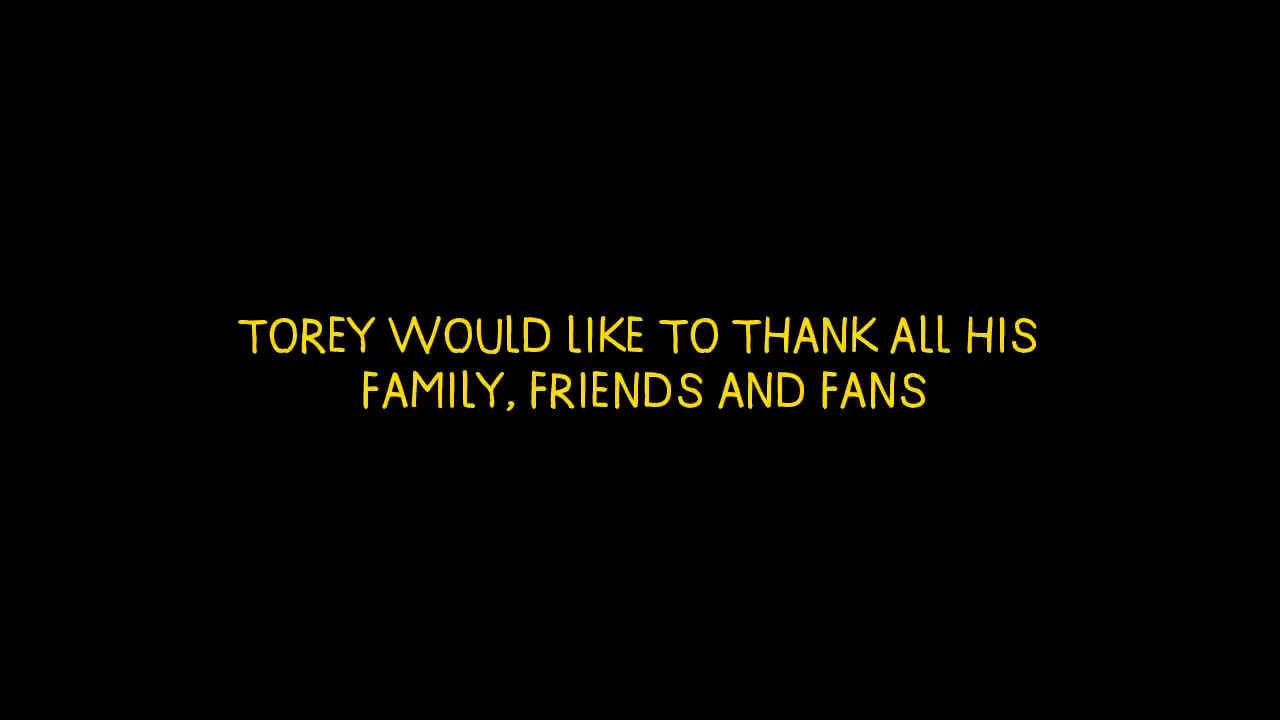 TOREY WOULD LIKE TO THANK ALL HIS
FAMILY, FRIENDS AND FANS